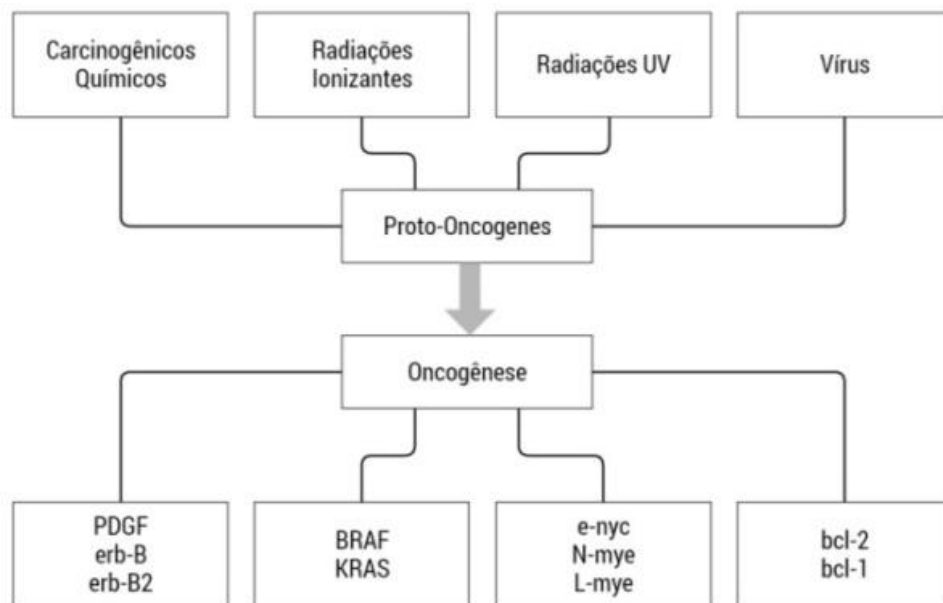 Carcinogênicos
Químicos
Radiações
Ionizantes
Radiações UV
Vírus
Proto-Oncogenes
Oncogênese
PDGF
erb-B
erb-B2
BRAF
KRAS
e-nyc
N-mye
L-mye
bcl-2
bcl-1